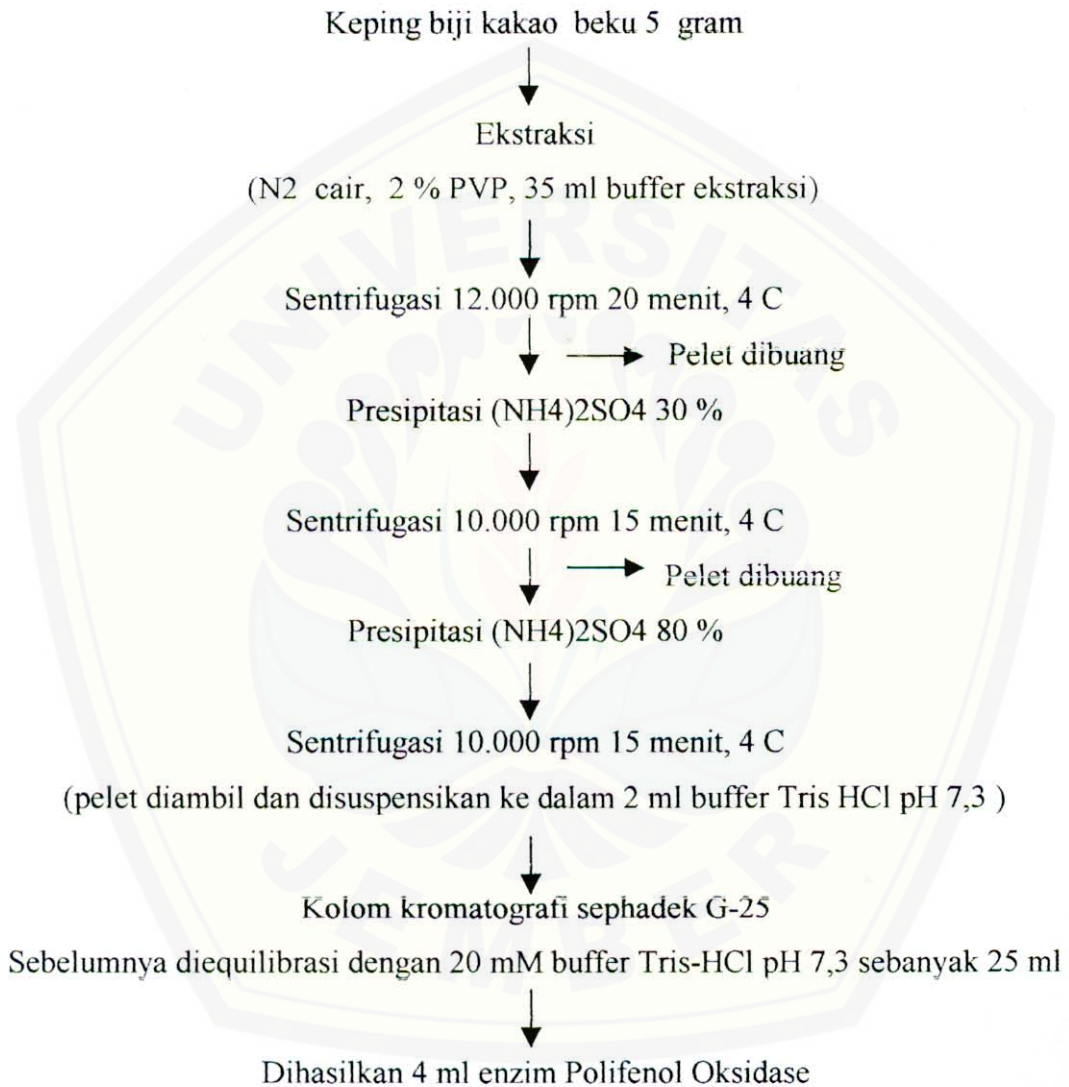 Keping biji kakao beku 5 gram
Ekstraksi
(N2 cair, 2 % PVP, 35 ml buffer ekstraksi)
Sentrifugasi 12.000 rpm 20 menit, 4 C
Pelet dibuang
Presipitasi (NH4)2SO4 30 %
Sentrifugasi 10.000 rpm 15 menit, 4 C
Pelet dibuang
Presipitasi (NH4)2SO4 80 %
Sentrifugasi 10.000 rpm 15 menit, 4 C
(pelet diambil dan disuspensikan ke dalam 2 ml buffer Tris HCl pH 7,3 )
Kolom kromatografi sephadek G-25
Sebelumnya diequilibrasi dengan 20 mM buffer Tris-HCl pH 7,3 sebanyak 25 ml
Dihasilkan 4 ml enzim Polifenol Oksidase
UNIVERSITAS
JEMBER